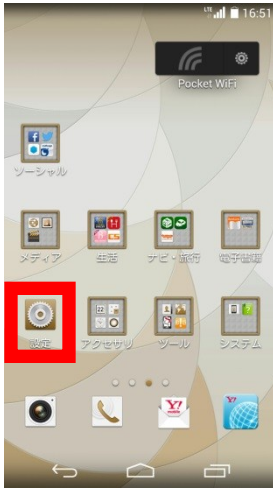 LTE 16:51
Pocket WiFi
ソーシャル
メディア 生活 ナビ・旅行 電子書籍
設定 アクセサリ ツール システム
Y!
Y!